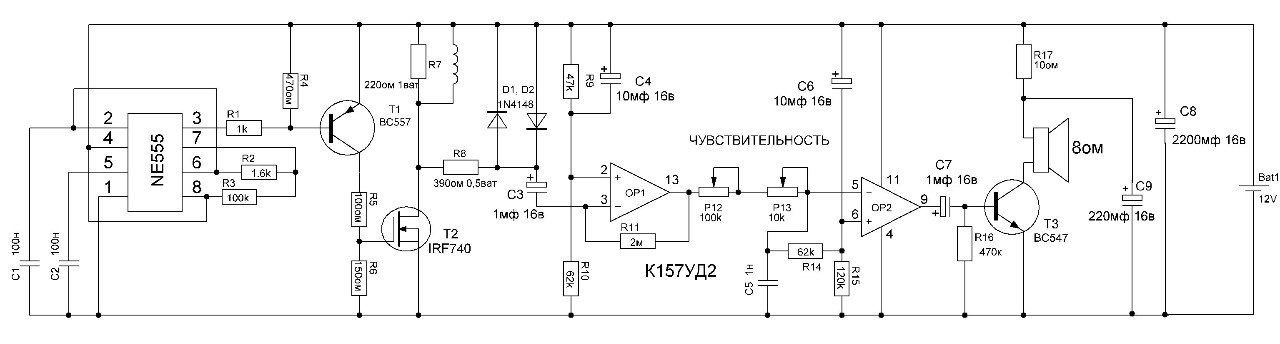 NE555
2
4
5
1
3
7
6
8
R1
1k
R2
1.6k
R3
100k
R4
470ом
T1
BC557
C1 100н
C2 100н
R5
100ом
R6
150ом
220ом 1ват
R7
T2
IRF740
R8
390ом 0,5ват
D1, D2
1N4148
C3
1мф 16в
R9
47k
C4
10мф 16в
R10
62k
2
3
+
−
OP1
13
R11
2м
К157УД2
ЧУВСТВИТЕЛЬНОСТЬ
P12
100k
P13
10k
C5 1н
62k
R14
R15
120k
C6
10мф 16в
5
6
−
+
OP2
11
4
9
C7
1мф 16в
R16
470k
R17
10ом
8ом
T3
BC547
C9
220мф 16в
C8
2200мф 16в
Bat1
12V